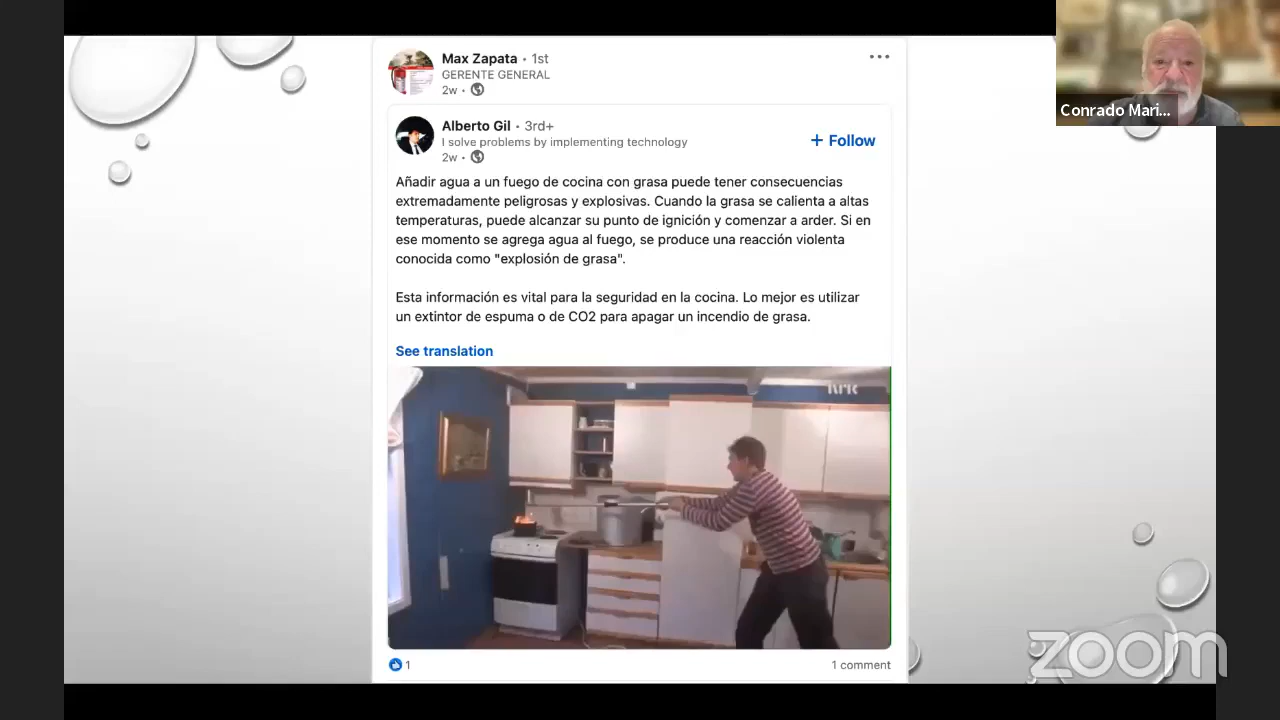 Max Zapata • 1st
GERENTE GENERAL
2w •
Conrado Mari...
Alberto Gil • 3rd+
I solve problems by implementing technology
2w •
+ Follow
Añadir agua a un fuego de cocina con grasa puede tener consecuencias
extremadamente peligrosas y explosivas. Cuando la grasa se calienta a altas
temperaturas, puede alcanzar su punto de ignición y comenzar a arder. Si en
ese momento se agrega agua al fuego, se produce una reacción violenta
conocida como "explosión de grasa".
Esta información es vital para la seguridad en la cocina. Lo mejor es utilizar
un extintor de espuma o de CO2 para apagar un incendio de grasa.
See translation
NRK
1
1 comment
zoom